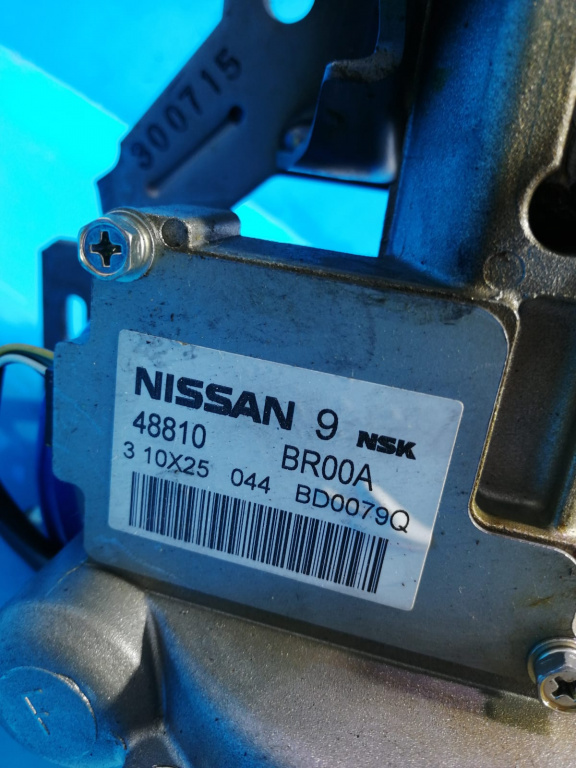 300715
NISSAN 9 NSK
48810 BR00A
3 10X25 044 BD0079Q
F